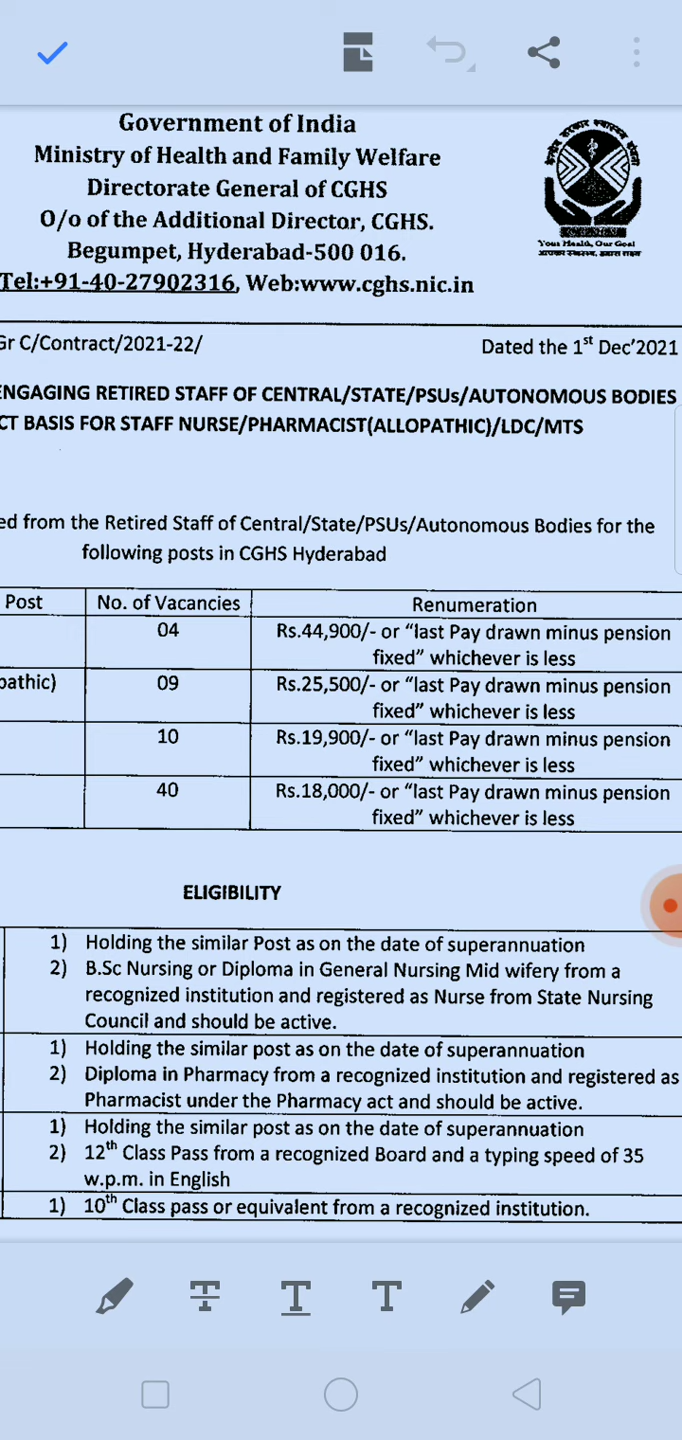 Government of India
Ministry of Health and Family Welfare
Directorate General of CGHS
O/o of the Additional Director, CGHS.
Begumpet, Hyderabad-500 016.
Tel:+91-40-27902316, Web:www.cghs.nic.in
Your Health, Our Goal
Gr C/Contract/2021-22/ Dated the 1st Dec'2021
ENGAGING RETIRED STAFF OF CENTRAL/STATE/PSUs/AUTONOMOUS BODIES
CT BASIS FOR STAFF NURSE/PHARMACIST(ALLOPATHIC)/LDC/MTS
ed from the Retired Staff of Central/State/PSUs/Autonomous Bodies for the
following posts in CGHS Hyderabad
Post No. of Vacancies Renumeration
04 Rs.44,900/- or "last Pay drawn minus pension
fixed" whichever is less
pathic) 09 Rs.25,500/- or "last Pay drawn minus pension
fixed" whichever is less
10 Rs.19,900/- or "last Pay drawn minus pension
fixed" whichever is less
40 Rs.18,000/- or "last Pay drawn minus pension
fixed" whichever is less
ELIGIBILITY
1) Holding the similar Post as on the date of superannuation
2) B.Sc Nursing or Diploma in General Nursing Mid wifery from a
recognized institution and registered as Nurse from State Nursing
Council and should be active.
1) Holding the similar post as on the date of superannuation
2) Diploma in Pharmacy from a recognized institution and registered as
Pharmacist under the Pharmacy act and should be active.
1) Holding the similar post as on the date of superannuation
2) 12th Class Pass from a recognized Board and a typing speed of 35
w.p.m. in English
1) 10th Class pass or equivalent from a recognized institution.